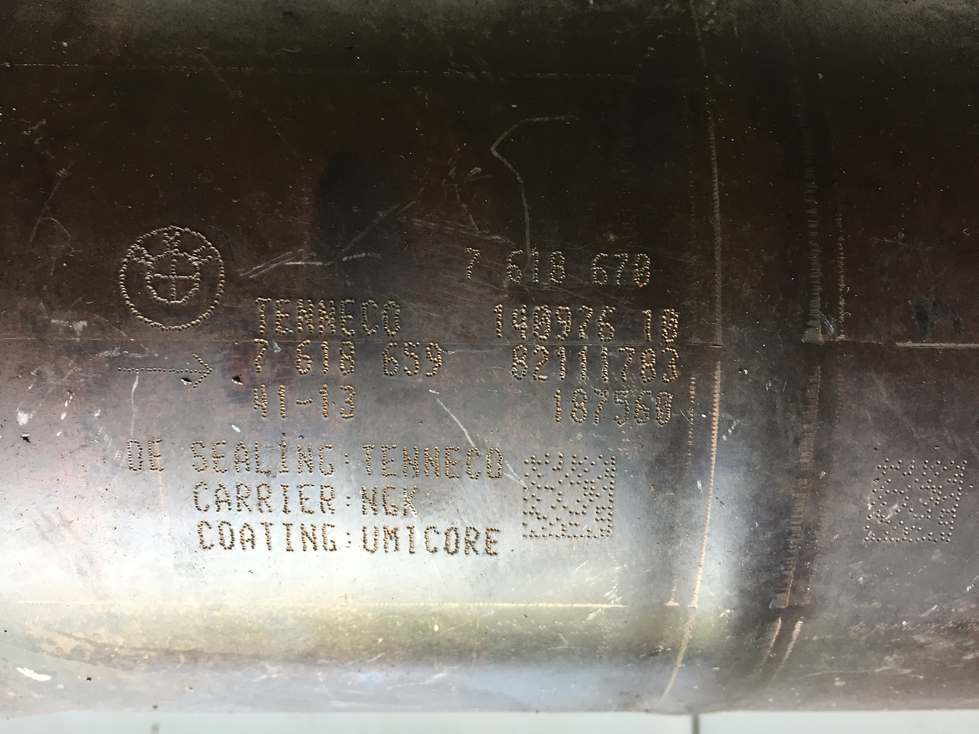 7 618 670
TENNECO 140976 10
7 618 659 82111783
41-13 187560
DE SEALING:TENNECO
CARRIER:NGK
COATING:UMICORE